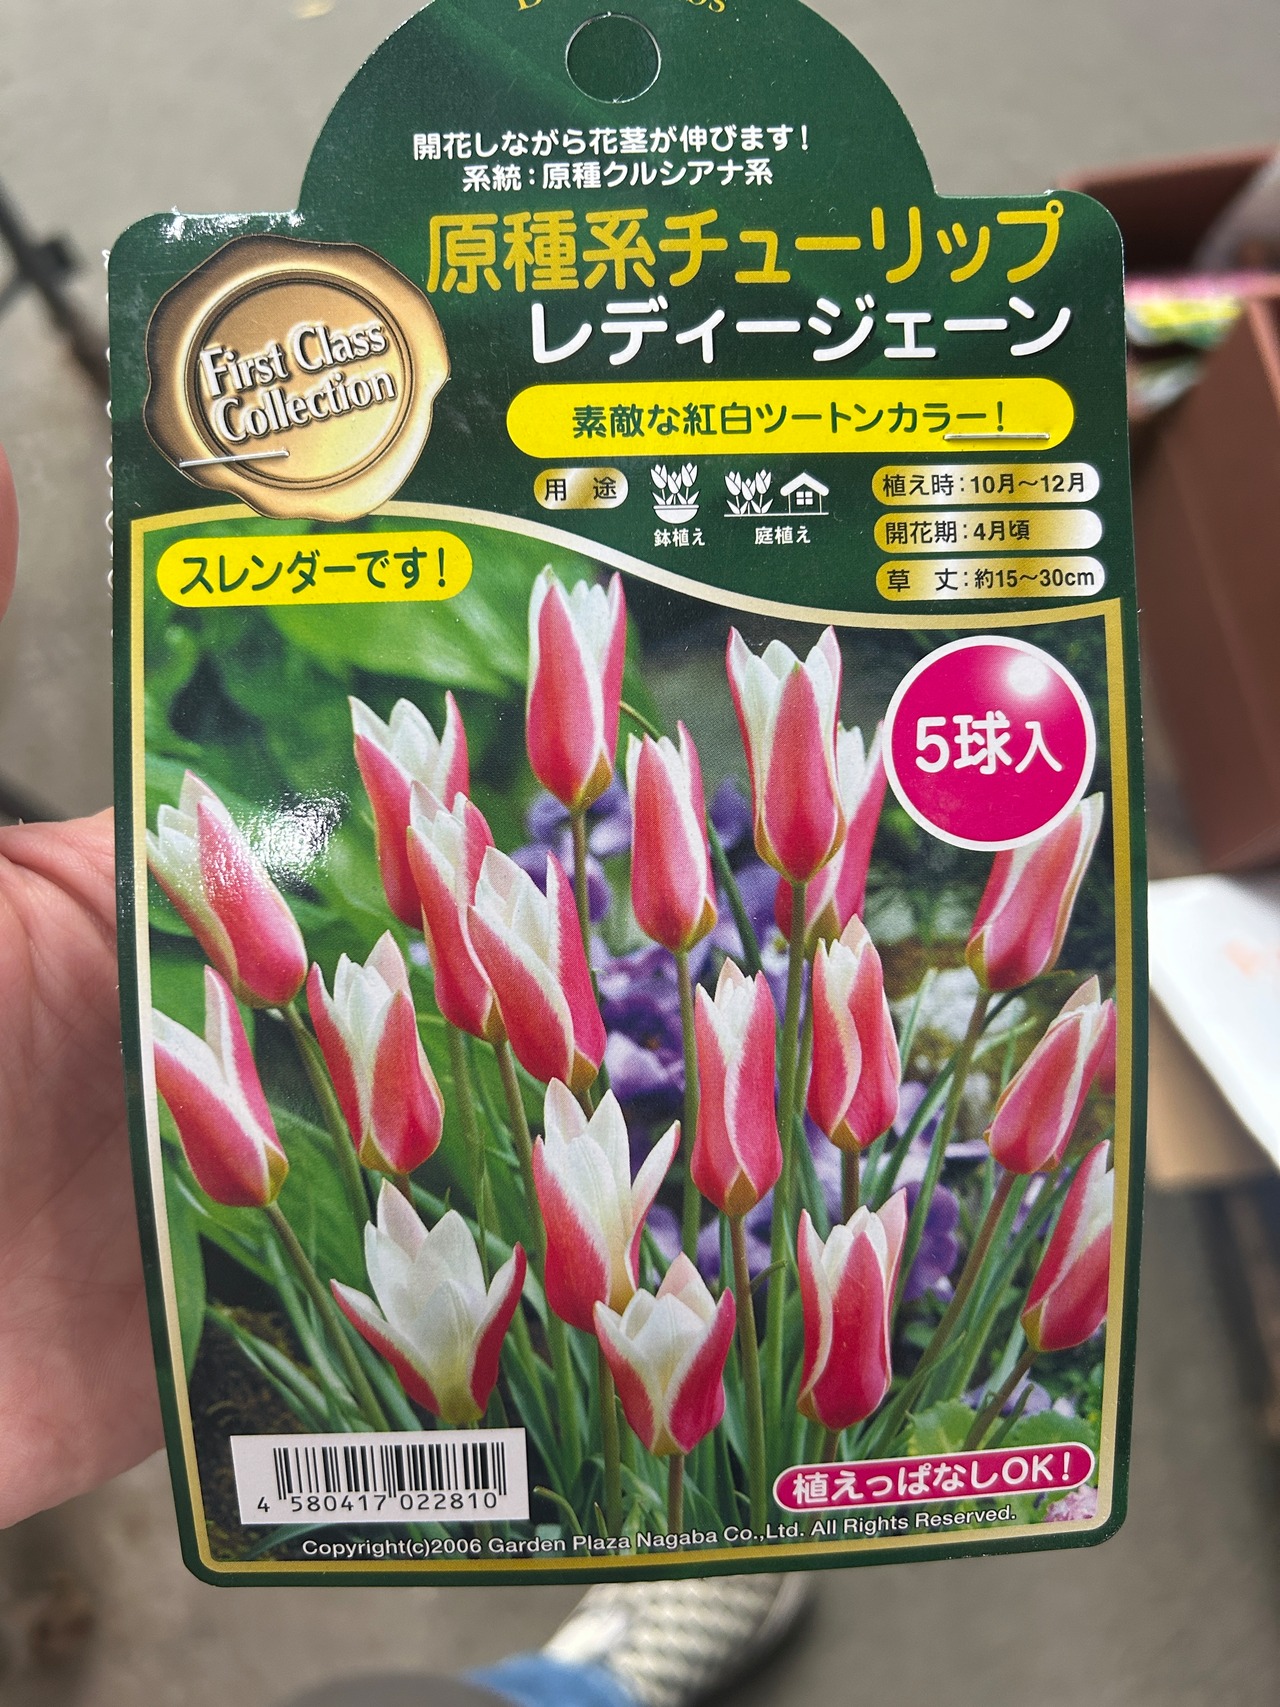 開花しながら花茎が伸びます！
系統：原種クルシアナ系
原種系チューリップ
レディージェーン
First Class
Collection
素敵な紅白ツートンカラー！
用 途
鉢植え
庭植え
植え時：10月～12月
開花期：4月頃
草 丈：約15～30cm
スレンダーです！
5球入
植えっぱなしOK！
4 580417 022810
Copyright(c)2006 Garden Plaza Nagaba Co.,Ltd. All Rights Reserved.